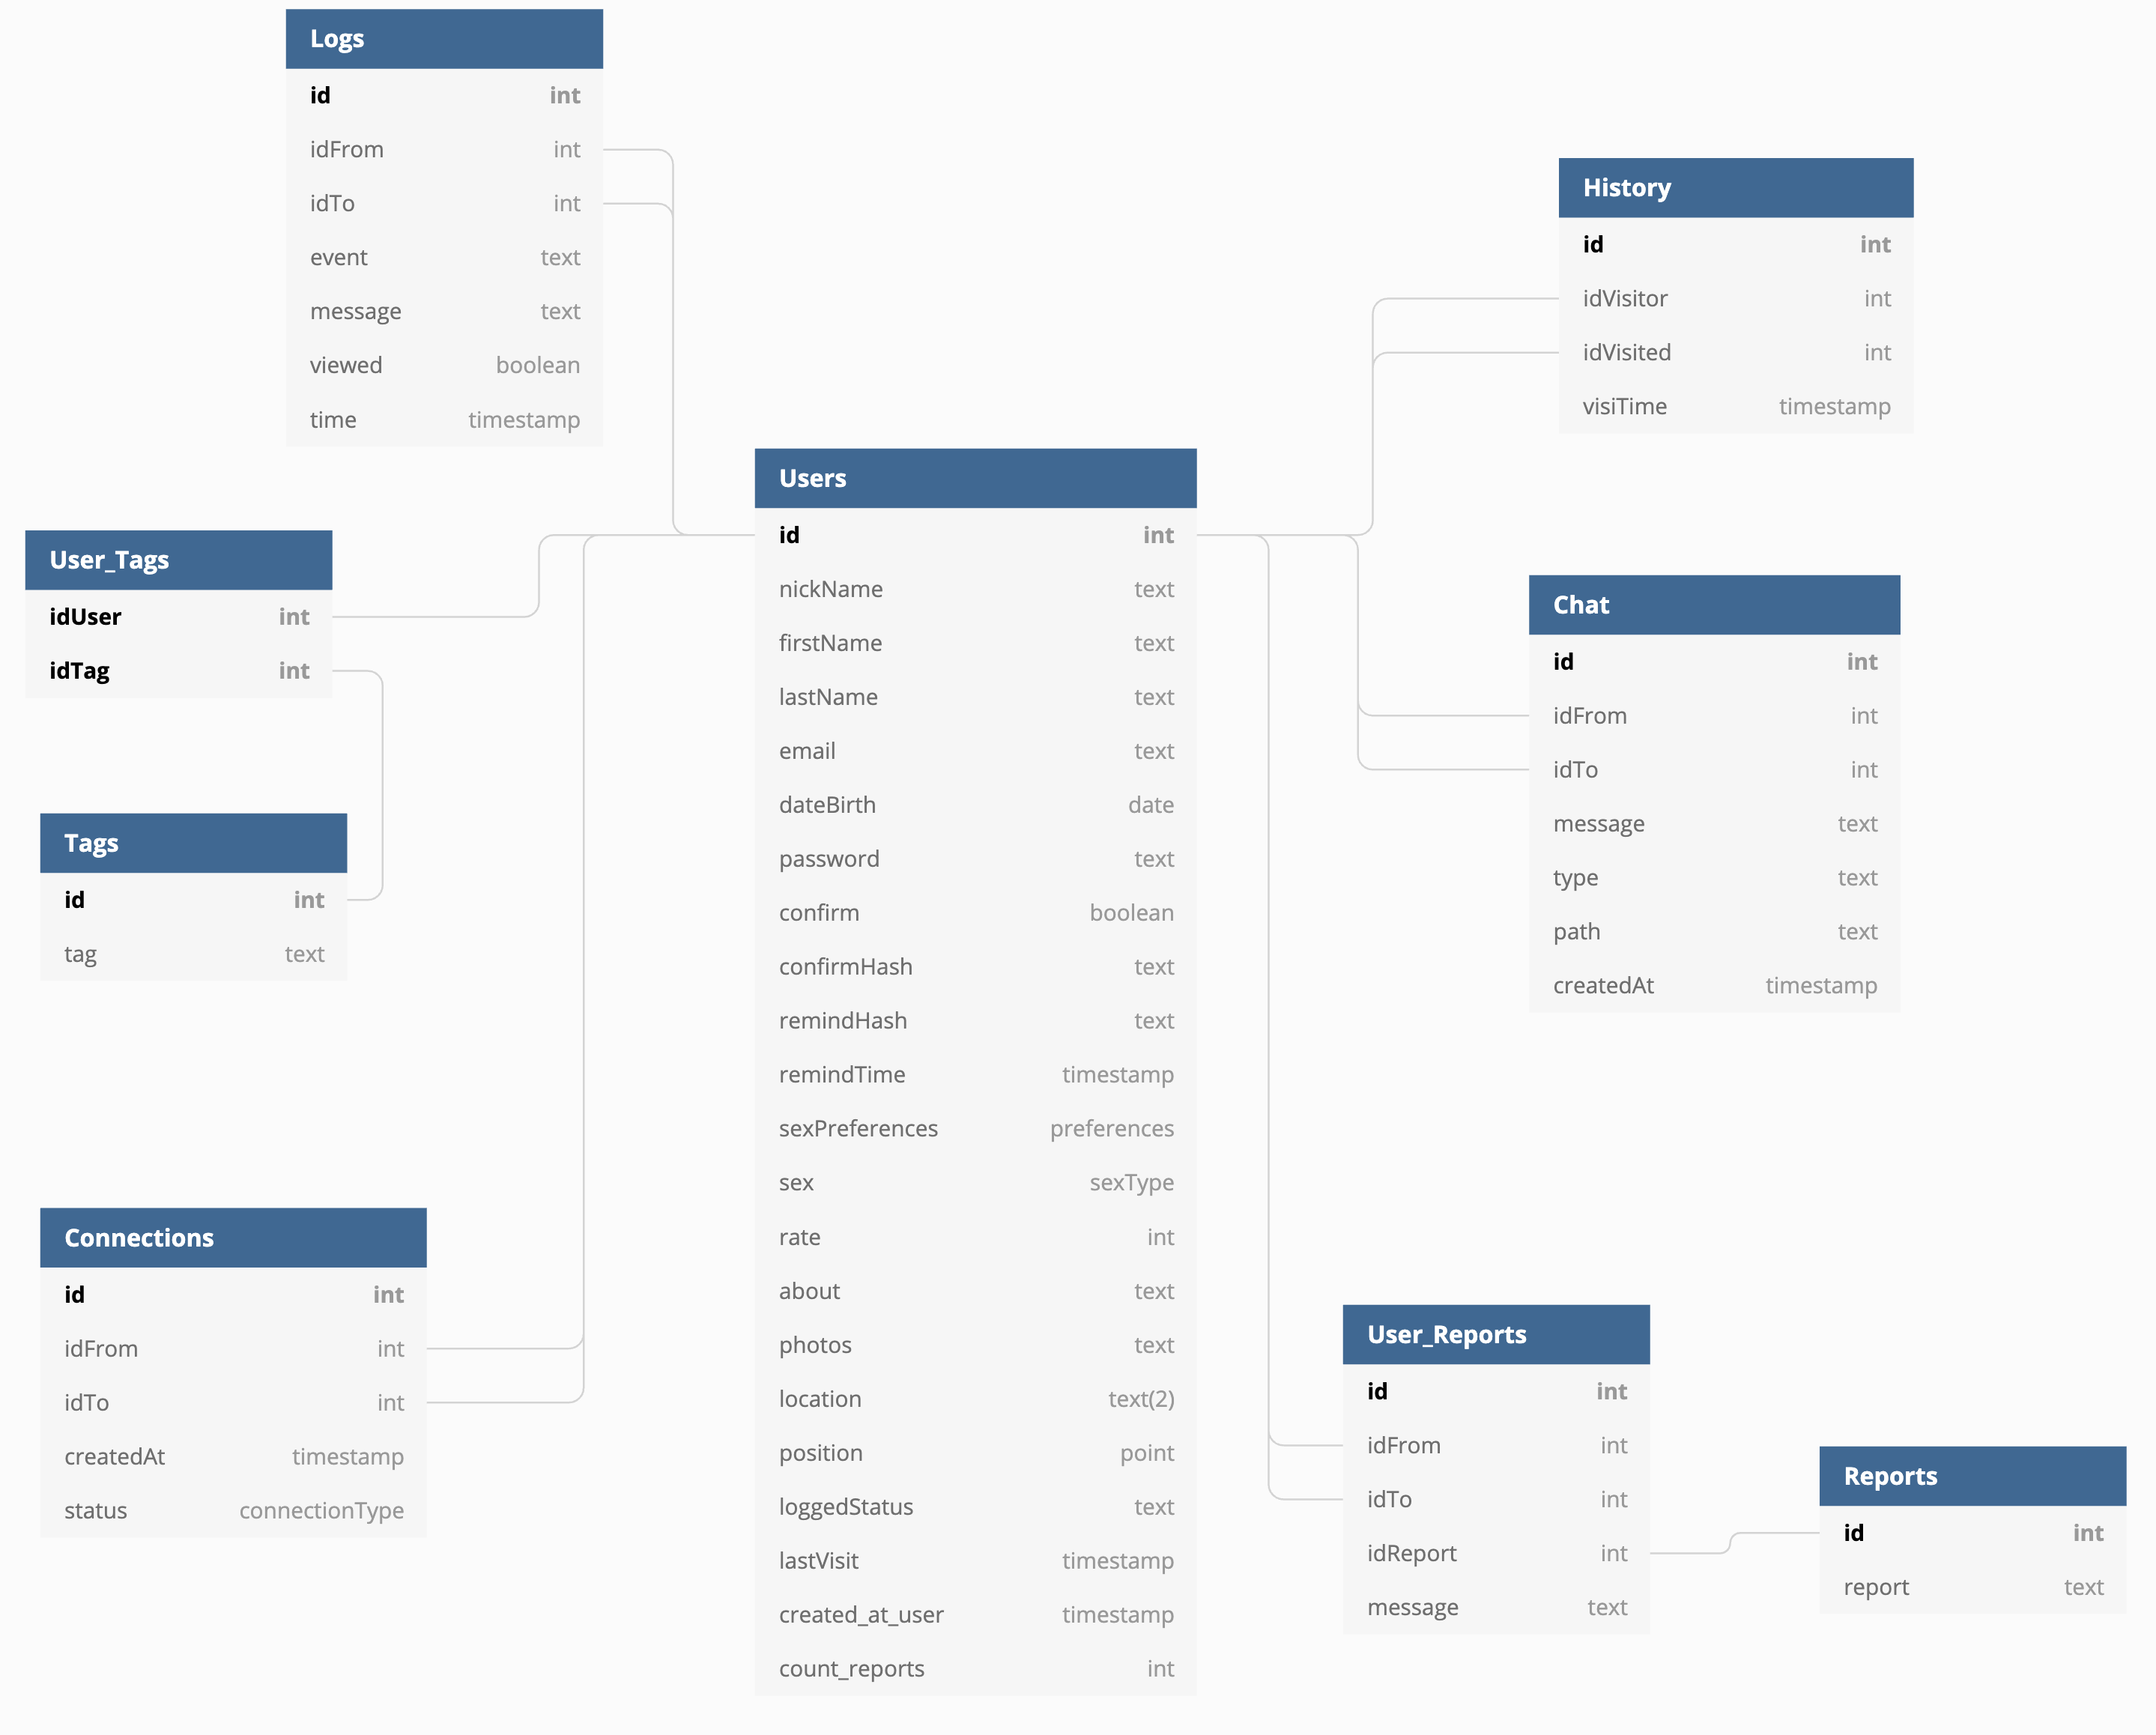 Logs
id int
idFrom int
idTo int
event text
message text
viewed boolean
time timestamp
History
id int
idVisitor int
idVisited int
visiTime timestamp
Users
id int
nickName text
firstName text
lastName text
email text
dateBirth date
password text
confirm boolean
confirmHash text
remindHash text
remindTime timestamp
sexPreferences preferences
sex sexType
rate int
about text
photos text
location text(2)
position point
loggedStatus text
lastVisit timestamp
created_at_user timestamp
count_reports int
User_Tags
idUser int
idTag int
Chat
id int
idFrom int
idTo int
message text
type text
path text
createdAt timestamp
Tags
id int
tag text
Connections
id int
idFrom int
idTo int
createdAt timestamp
status connectionType
User_Reports
id int
idFrom int
idTo int
idReport int
message text
Reports
id int
report text